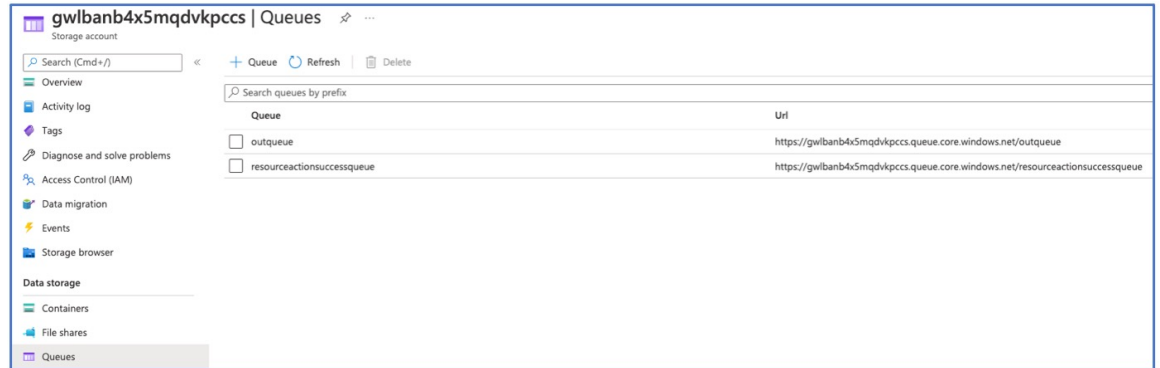 gwlbanb4x5mqdvkpccs | Queues
Storage account
Search (Cmd+/)
Overview
Activity log
Tags
Diagnose and solve problems
Access Control (IAM)
Data migration
Events
Storage browser
Data storage
Containers
File shares
Queues
+ Queue Refresh Delete
Search queues by prefix
Queue Url
outqueue https://gwlbanb4x5mqdvkpccs.queue.core.windows.net/outqueue
resourceactionsuccessqueue https://gwlbanb4x5mqdvkpccs.queue.core.windows.net/resourceactionsuccessqueue